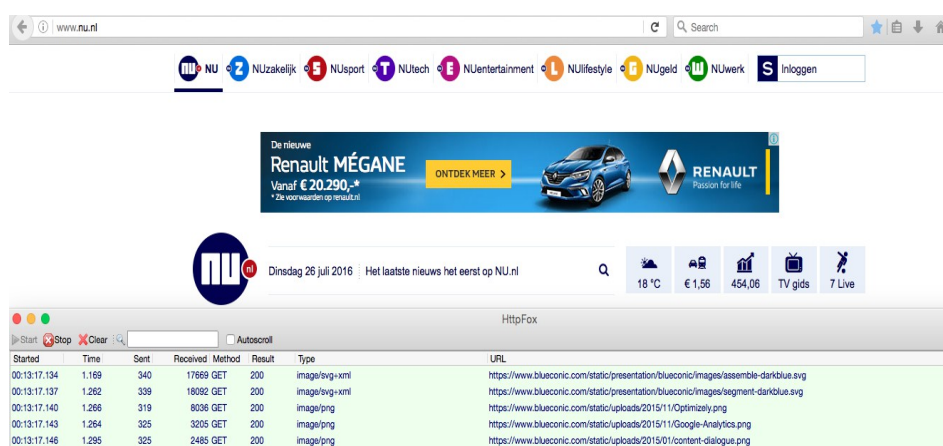 www.nu.nl
Search
nu NU Z NUzakelijk S NUsport T NUtech E NUentertainment L NUlifestyle G NUgeld W NUwerk S Inloggen
De nieuwe
Renault MÉGANE
Vanaf € 20.290,-*
* Zie voorwaarden op renault.nl
ONTDEK MEER >
RENAULT
Passion for life
nu nl
Dinsdag 26 juli 2016 Het laatste nieuws het eerst op NU.nl
18 °C € 1,56 454,06 TV gids 7 Live
HttpFox
Start Stop Clear Autoscroll
Started Time Sent Received Method Result Type URL
00:13:17.134 1.169 340 17669 GET 200 image/svg+xml https://www.blueconic.com/static/presentation/blueconic/images/assemble-darkblue.svg
00:13:17.137 1.262 339 18092 GET 200 image/svg+xml https://www.blueconic.com/static/presentation/blueconic/images/segment-darkblue.svg
00:13:17.140 1.266 319 8036 GET 200 image/png https://www.blueconic.com/static/uploads/2015/11/Optimizely.png
00:13:17.143 1.264 325 3205 GET 200 image/png https://www.blueconic.com/static/uploads/2015/11/Google-Analytics.png
00:13:17.146 1.295 325 2485 GET 200 image/png https://www.blueconic.com/static/uploads/2015/01/content-dialogue.png